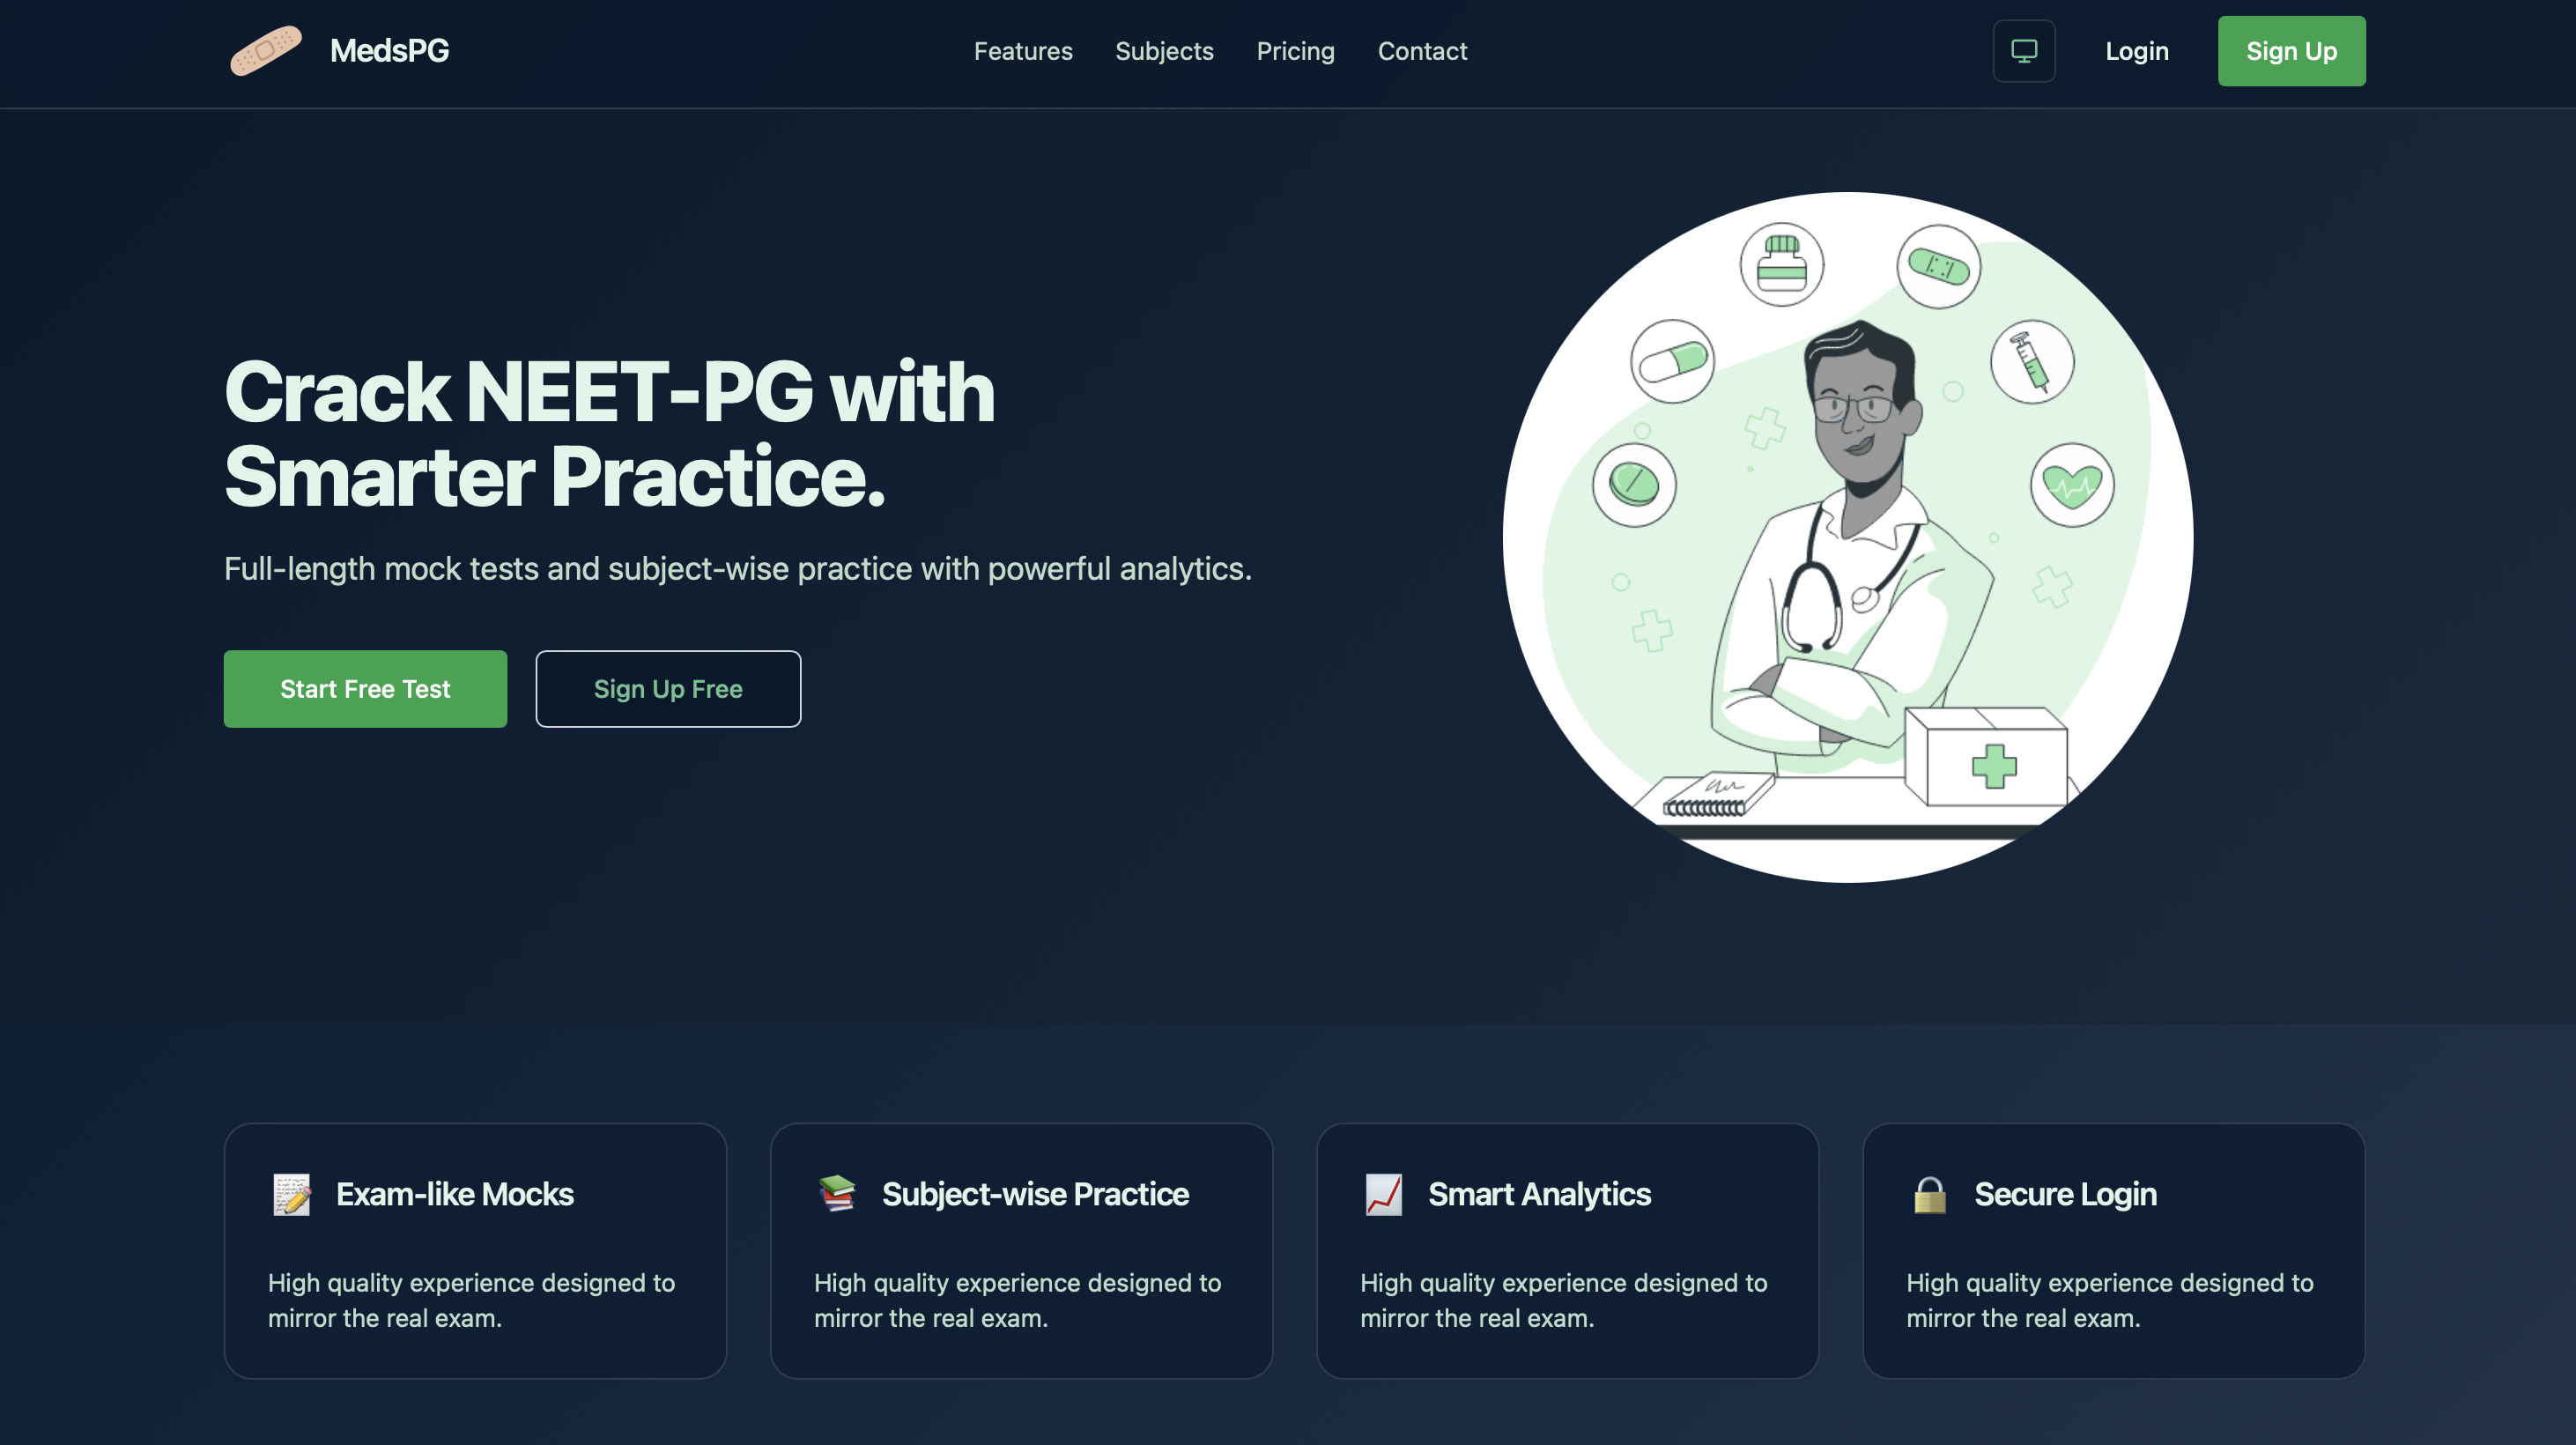 MedsPG
Features
Subjects
Pricing
Contact
Login
Sign Up
Crack NEET-PG with
Smarter Practice.
Full-length mock tests and subject-wise practice with powerful analytics.
Start Free Test
Sign Up Free
Exam-like Mocks
High quality experience designed to
mirror the real exam.
Subject-wise Practice
High quality experience designed to
mirror the real exam.
Smart Analytics
High quality experience designed to
mirror the real exam.
Secure Login
High quality experience designed to
mirror the real exam.